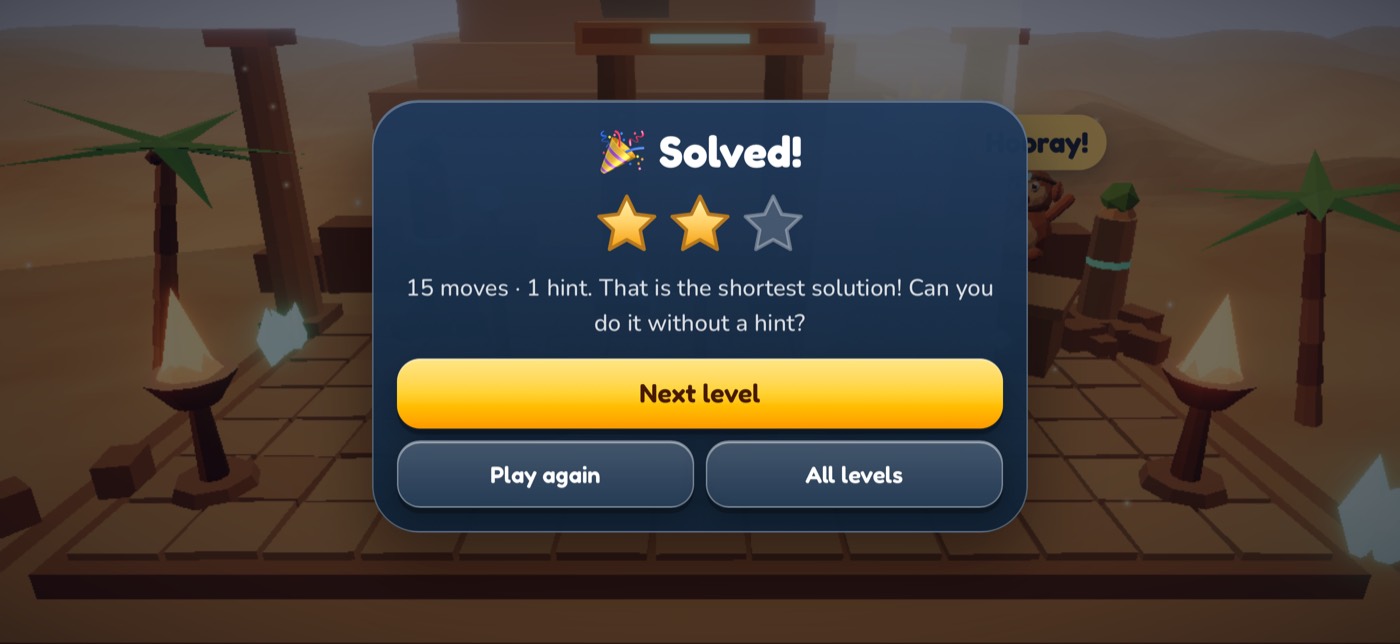 Solved!
Hooray!
15 moves · 1 hint. That is the shortest solution! Can you
do it without a hint?
Next level
Play again
All levels